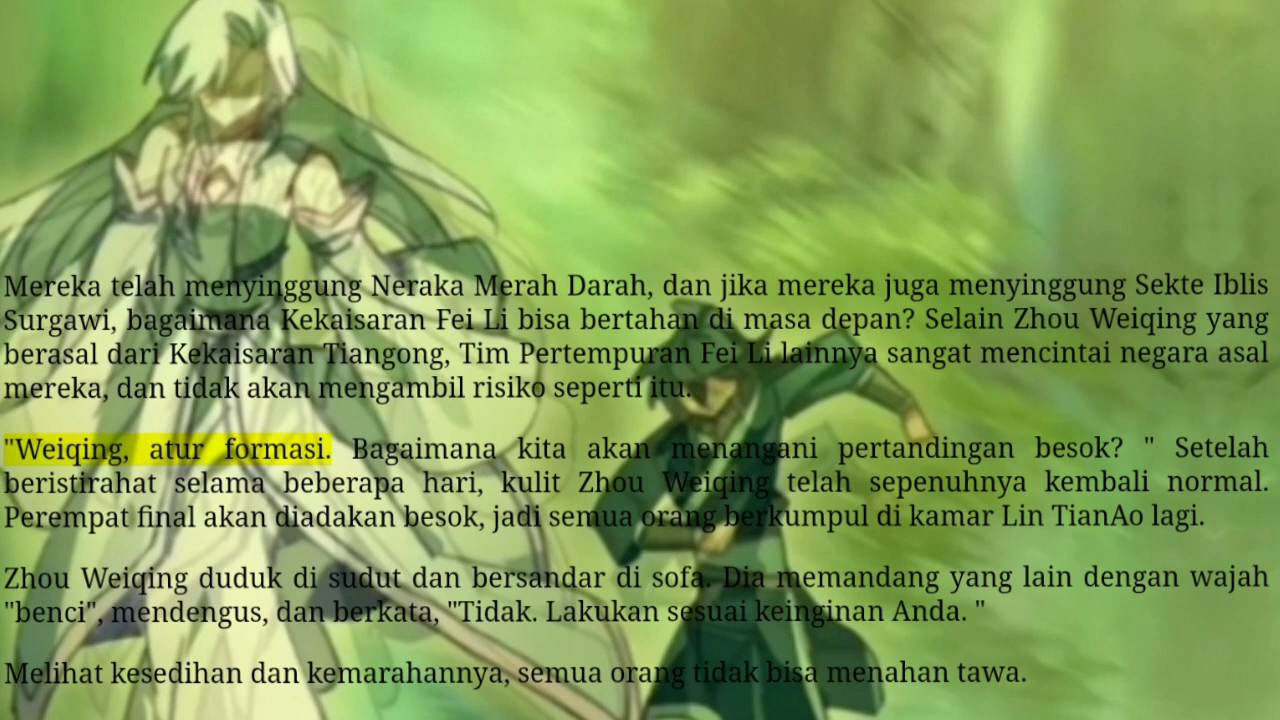 Mereka telah menyinggung Neraka Merah Darah, dan jika mereka juga menyinggung Sekte Iblis
Surgawi, bagaimana Kekaisaran Fei Li bisa bertahan di masa depan? Selain Zhou Weiqing yang
berasal dari Kekaisaran Tiangong, Tim Pertempuran Fei Li lainnya sangat mencintai negara asal
mereka, dan tidak akan mengambil risiko seperti itu.
"Weiqing, atur formasi. Bagaimana kita akan menangani pertandingan besok? " Setelah
beristirahat selama beberapa hari, kulit Zhou Weiqing telah sepenuhnya kembali normal.
Perempat final akan diadakan besok, jadi semua orang berkumpul di kamar Lin TianAo lagi.
Zhou Weiqing duduk di sudut dan bersandar di sofa. Dia memandang yang lain dengan wajah
"benci", mendengus, dan berkata, "Tidak. Lakukan sesuai keinginan Anda. "
Melihat kesedihan dan kemarahannya, semua orang tidak bisa menahan tawa.